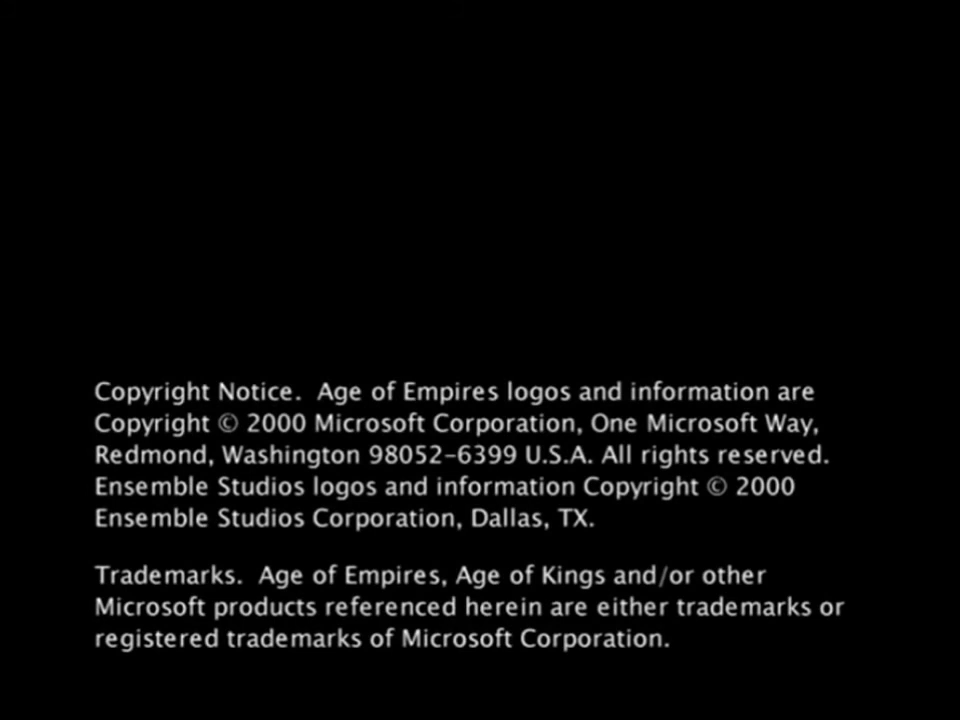 Copyright Notice.  Age of Empires logos and information are
Copyright © 2000 Microsoft Corporation, One Microsoft Way,
Redmond, Washington 98052-6399 U.S.A. All rights reserved.
Ensemble Studios logos and information Copyright © 2000
Ensemble Studios Corporation, Dallas, TX.
Trademarks.  Age of Empires, Age of Kings and/or other
Microsoft products referenced herein are either trademarks or
registered trademarks of Microsoft Corporation.